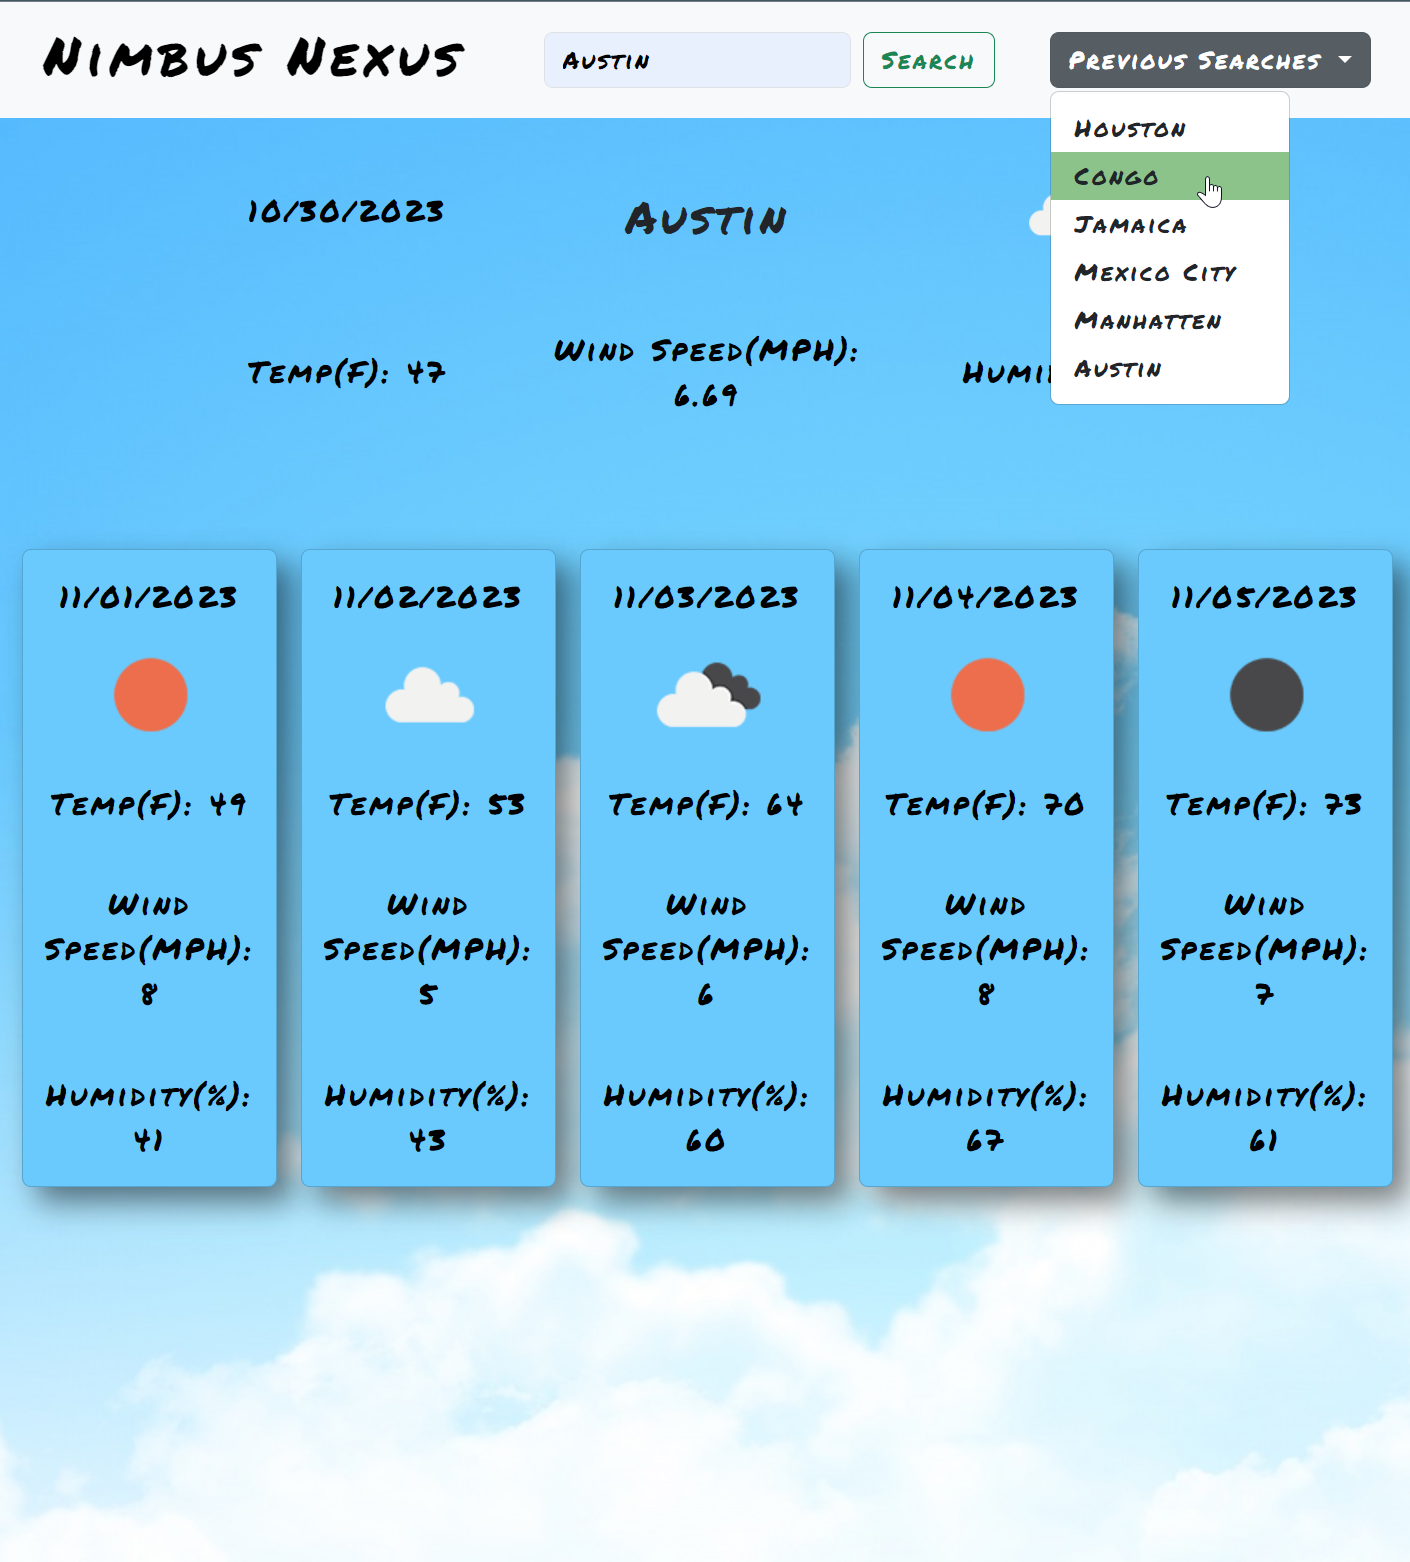 Nimbus Nexus
Austin
Search
Previous Searches
Houston
Congo
Jamaica
Mexico City
Manhatten
Austin
10/30/2023
Austin
Temp(F): 47
Wind Speed(MPH):
6.69
11/01/2023
Temp(F): 49
Wind
Speed(MPH):
8
Humidity(%):
41
11/02/2023
Temp(F): 53
Wind
Speed(MPH):
5
Humidity(%):
43
11/03/2023
Temp(F): 64
Wind
Speed(MPH):
6
Humidity(%):
60
11/04/2023
Temp(F): 70
Wind
Speed(MPH):
8
Humidity(%):
67
11/05/2023
Temp(F): 73
Wind
Speed(MPH):
7
Humidity(%):
61